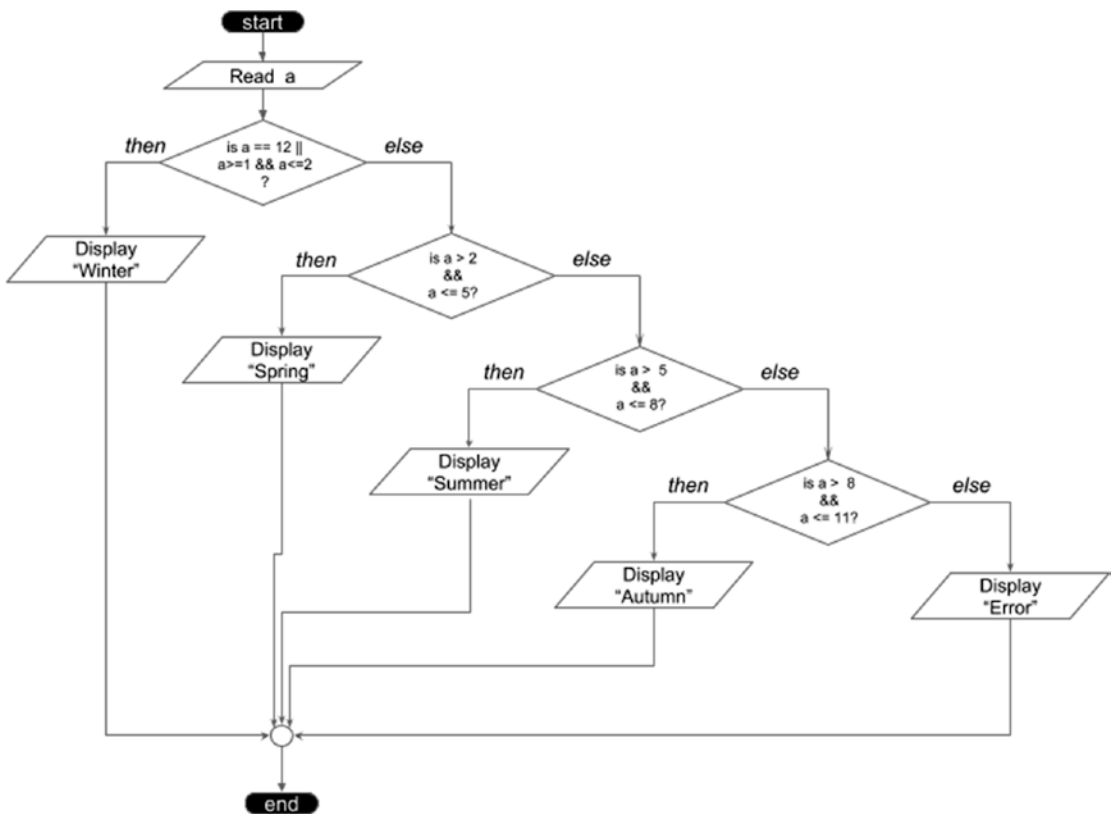 start
Read a
then
is a == 12 ||
a>=1 && a<=2
?
else
Display
“Winter”
then
is a > 2
&&
a <= 5?
else
Display
“Spring”
then
is a > 5
&&
a <= 8?
else
Display
“Summer”
then
is a > 8
&&
a <= 11?
else
Display
“Autumn”
Display
“Error”
end